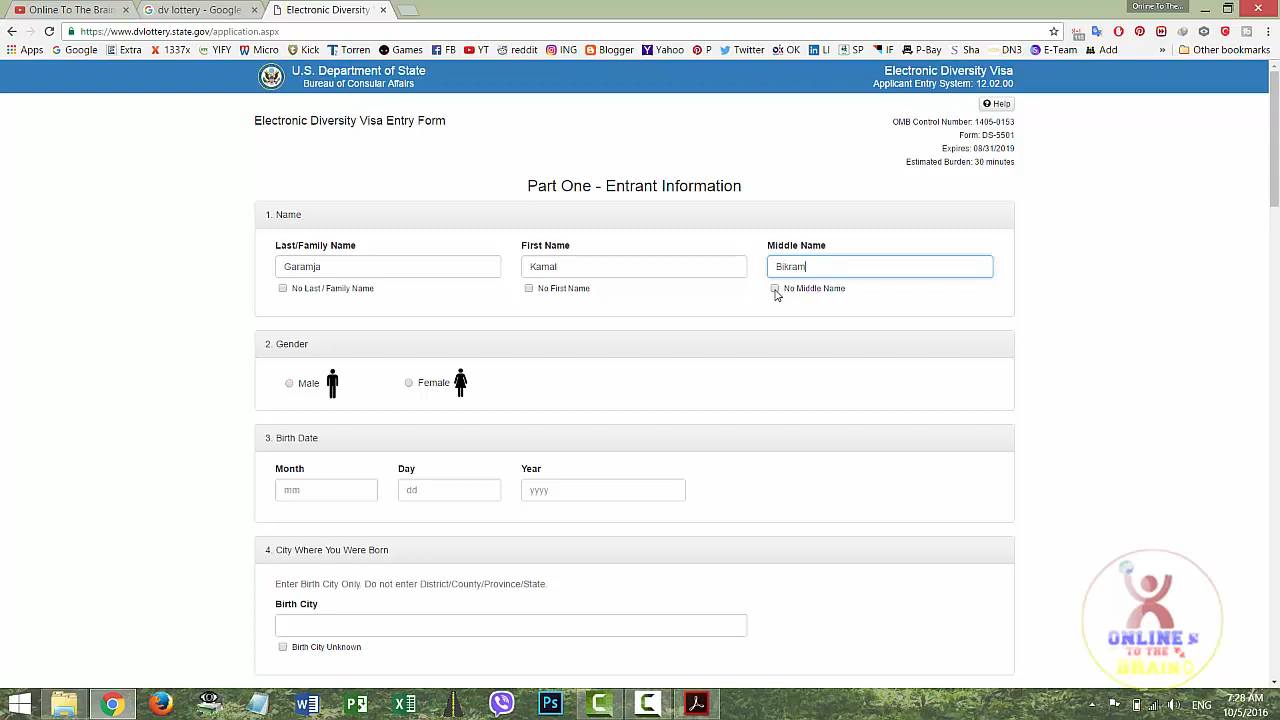 Online To The Brain
dv lottery - Google
Electronic Diversity
Online To The...
https://www.dvlottery.state.gov/application.aspx
Apps
Google
Extra
1337x
YIFY
Micro
Kick
Torren
Games
FB
YT
reddit
ING
Blogger
Yahoo
P
Twitter
OK
LI
SP
IF
P-Bay
Sha
DN3
E-Team
Add
»
Other bookmarks
U.S. Department of State
Bureau of Consular Affairs
Electronic Diversity Visa
Applicant Entry System: 12.02.00
Help
Electronic Diversity Visa Entry Form
OMB Control Number: 1405-0153
Form: DS-5501
Expires: 08/31/2019
Estimated Burden: 30 minutes
Part One - Entrant Information
1. Name
Last/Family Name
First Name
Middle Name
Garamja
Kamal
Bikram
No Last / Family Name
No First Name
No Middle Name
2. Gender
Male
Female
3. Birth Date
Month
Day
Year
mm
dd
yyyy
4. City Where You Were Born
Enter Birth City Only. Do not enter District/County/Province/State.
Birth City
Birth City Unknown
ONLINE
TO THE
BRAIN
ENG
7:28 AM
10/5/2016